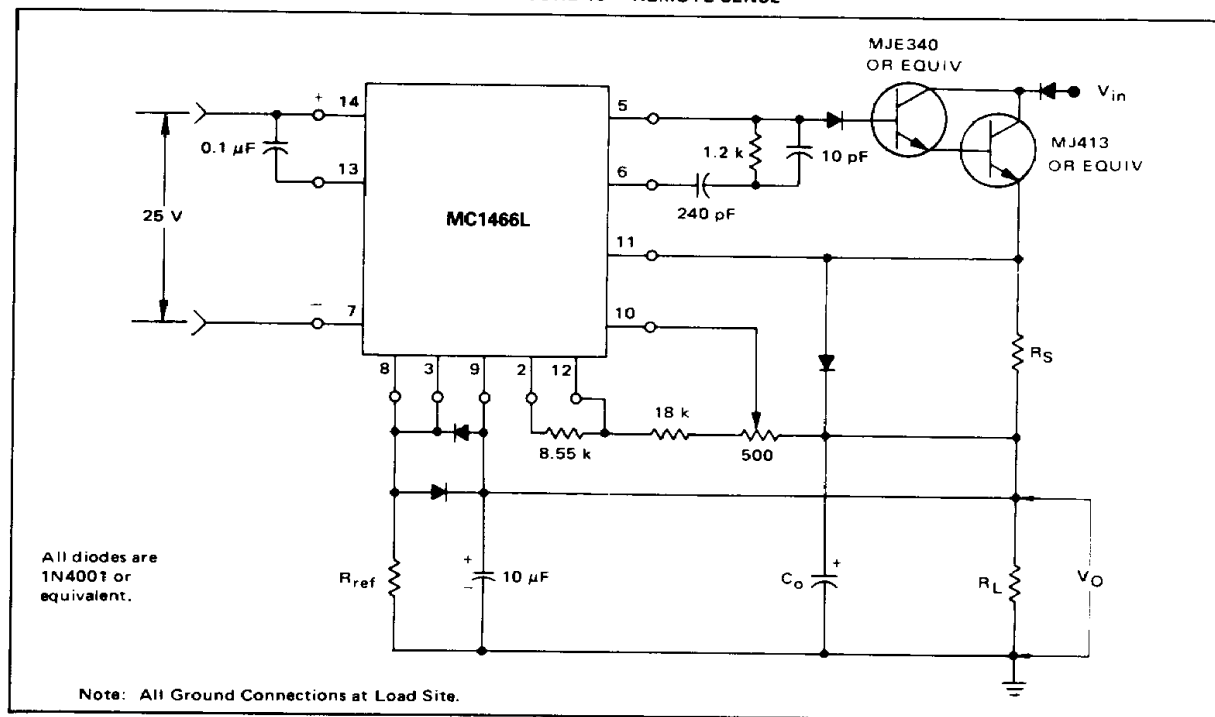 MJE340
OR EQUIV
V_in
MJ413
OR EQUIV
+ 14
5
1.2 k
10 pF
0.1 µF
13
6
240 pF
25 V
MC1466L
11
− 7
10
R_S
8 3 9 2 12
18 k
8.55 k
500
All diodes are
1N4001 or
equivalent.
R_ref
+
−
10 µF
C_o
+
R_L
V_O
Note: All Ground Connections at Load Site.